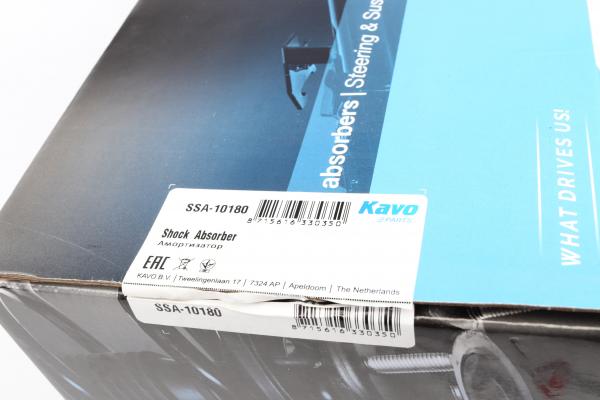 absorbers | Steering & Sus
WHAT DRIVES US!
SSA-10180
8 715616 330350
Kavo
PARTS
Shock Absorber
Амортизатор
EAC
KAVO B.V. | Tweelingenlaan 17 | 7324 AP | Apeldoorn | The Netherlands
SSA-10180
8 715616 330350